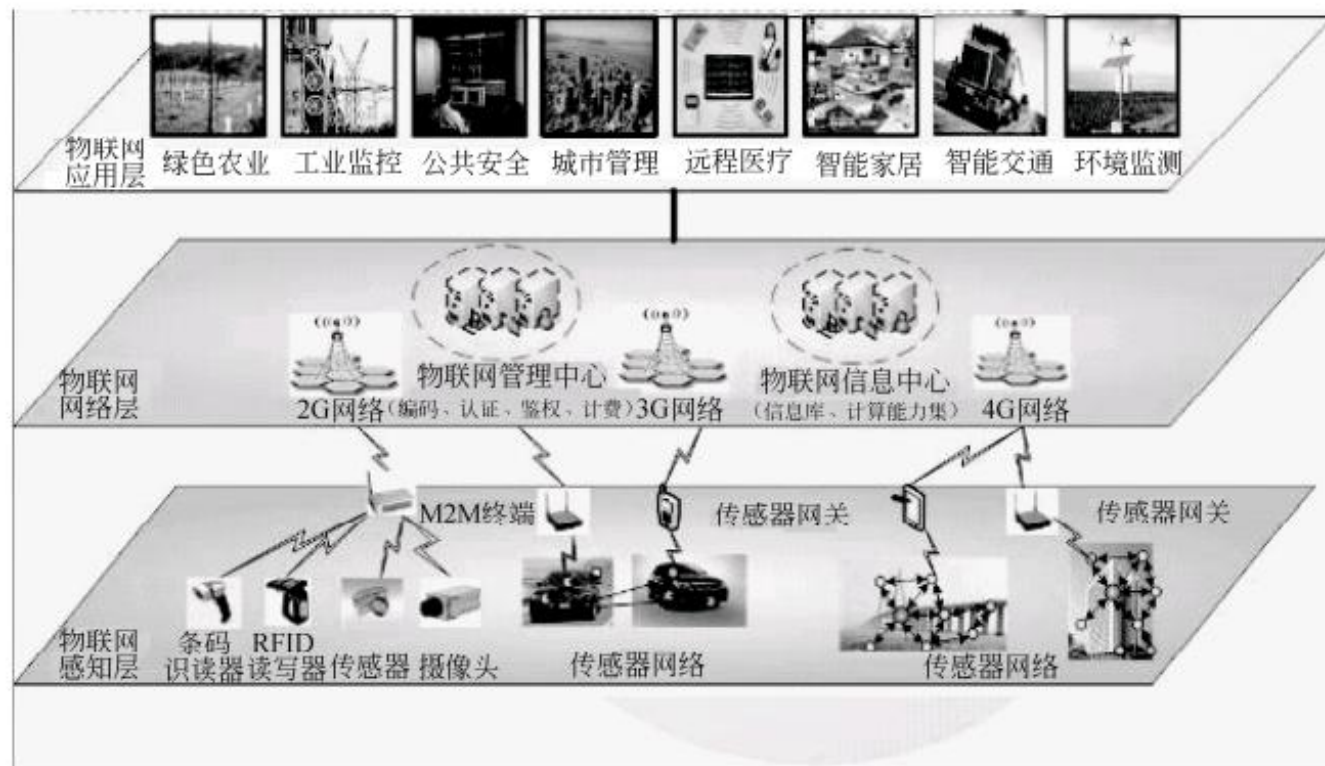 物联网
应用层
绿色农业 工业监控 公共安全 城市管理 远程医疗 智能家居 智能交通 环境监测
物联网
网络层
物联网管理中心 物联网信息中心
2G网络 (编码、认证、鉴权、计费) 3G网络 (信息库、计算能力集) 4G网络
M2M终端 传感器网关 传感器网关
物联网
感知层
条码 RFID
识读器 读写器 传感器 摄像头 传感器网络 传感器网络